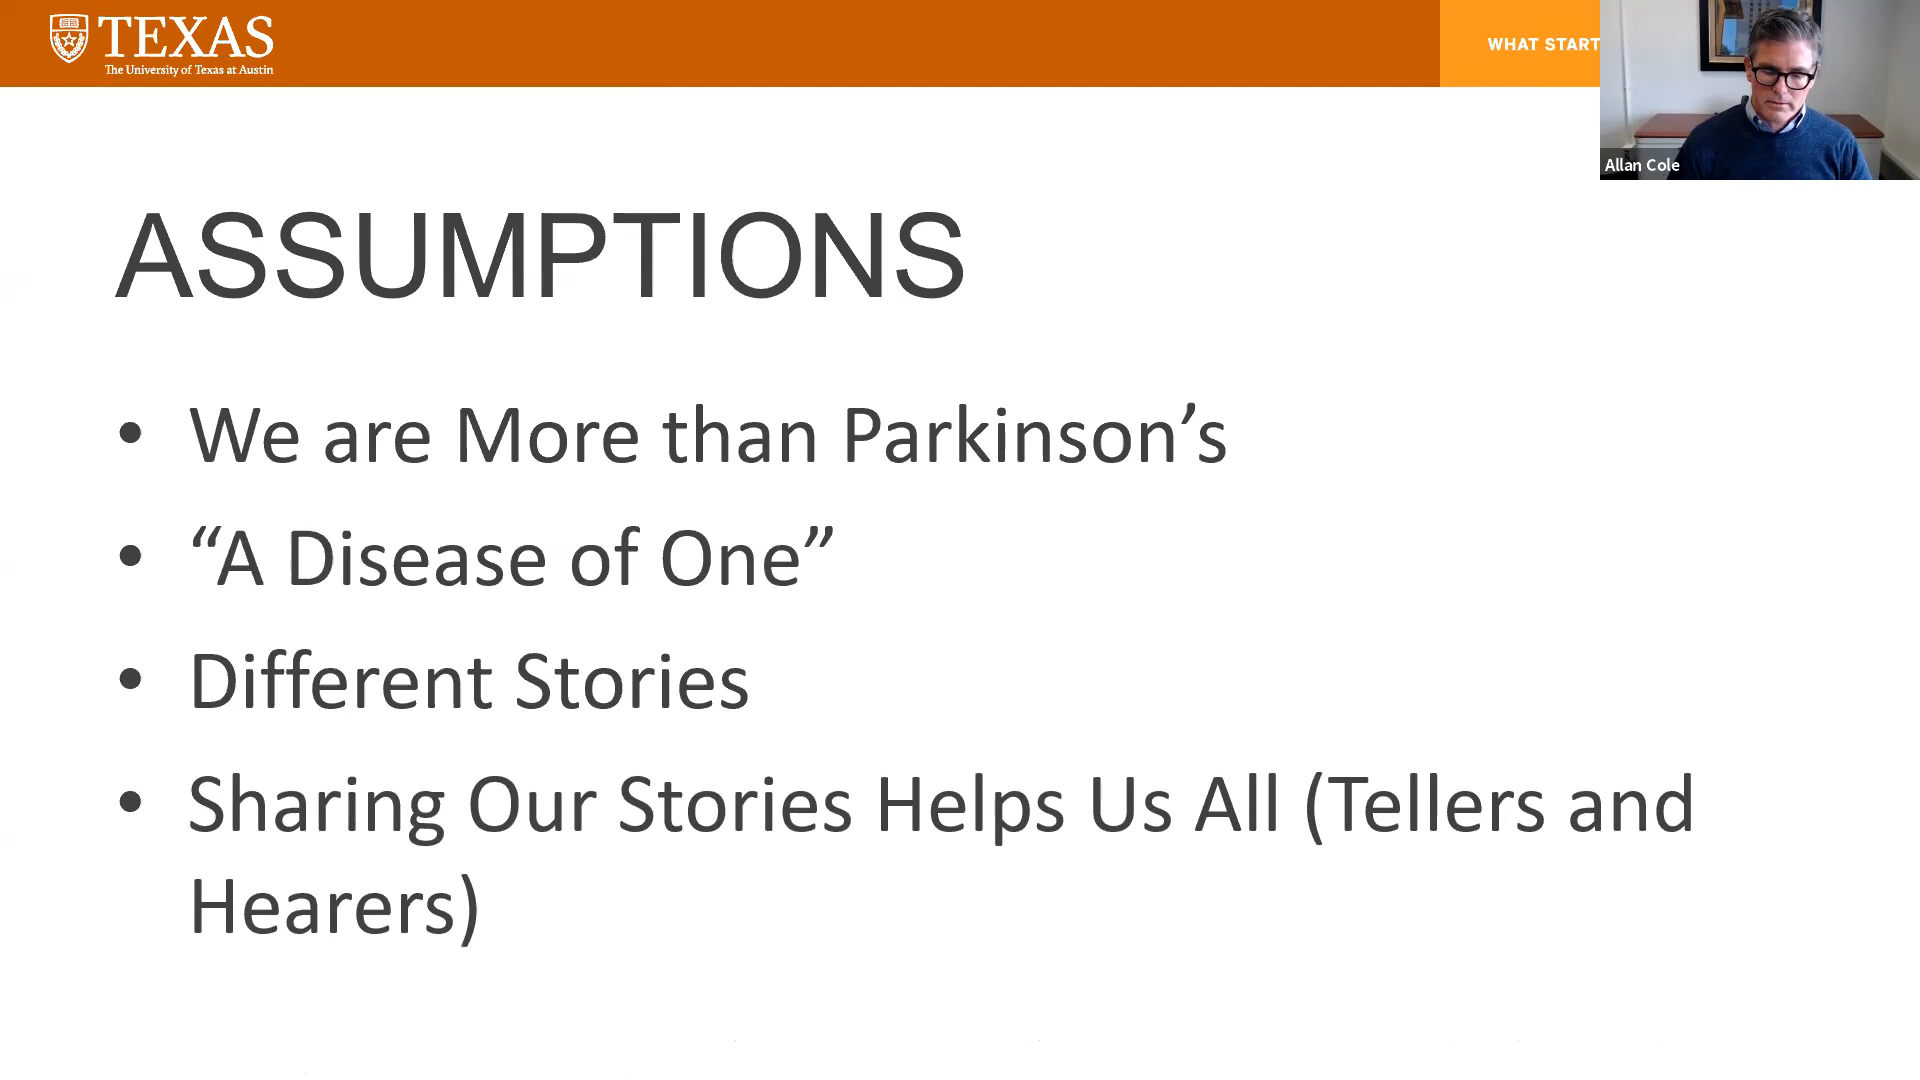 TEXAS
The University of Texas at Austin
WHAT START
Allan Cole
ASSUMPTIONS
• We are More than Parkinson’s
• “A Disease of One”
• Different Stories
• Sharing Our Stories Helps Us All (Tellers and
Hearers)